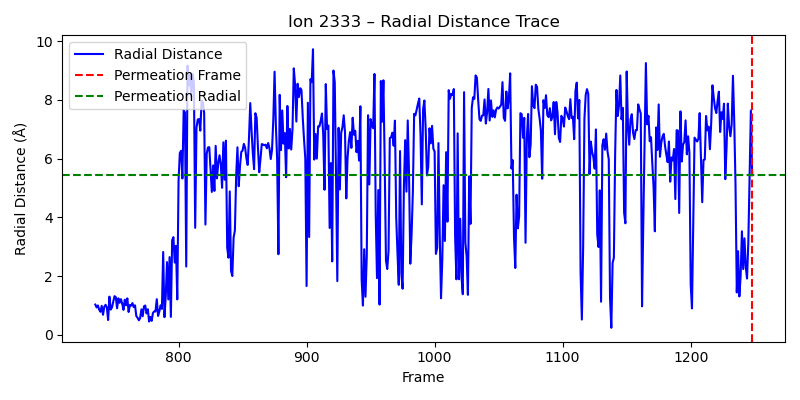 Ion 2333 – Radial Distance Trace
Radial Distance
Permeation Frame
Permeation Radial
Radial Distance (Å)
10
8
6
4
2
0
800
900
1000
1100
1200
Frame